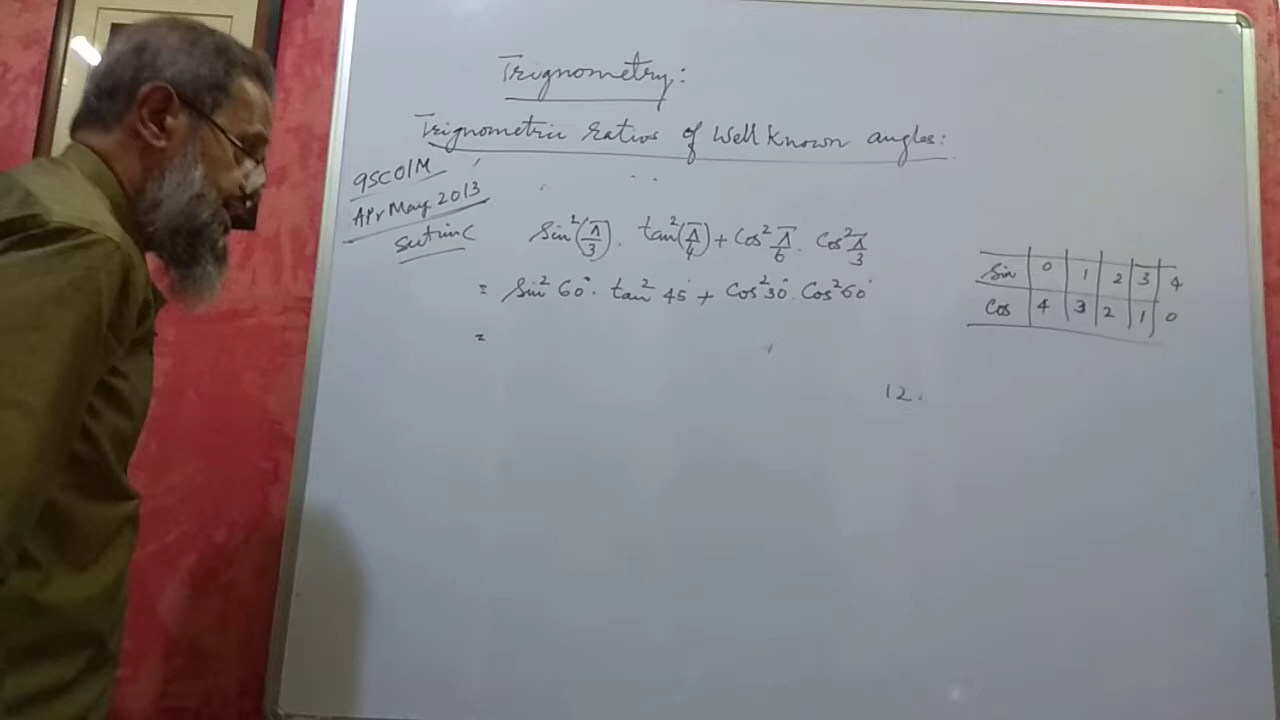 Trignometry:
Trignometric Ratios of Well Known angles:
9SC01M
Apr May 2013
Sin²(π/3) . tan²(π/4) + Cos² π/6 . Cos² π/3
= Sin² 60° . tan² 45° + Cos² 30° . Cos² 60°
=
Sin 0 1 2 3 4
Cos 4 3 2 1 0
12.